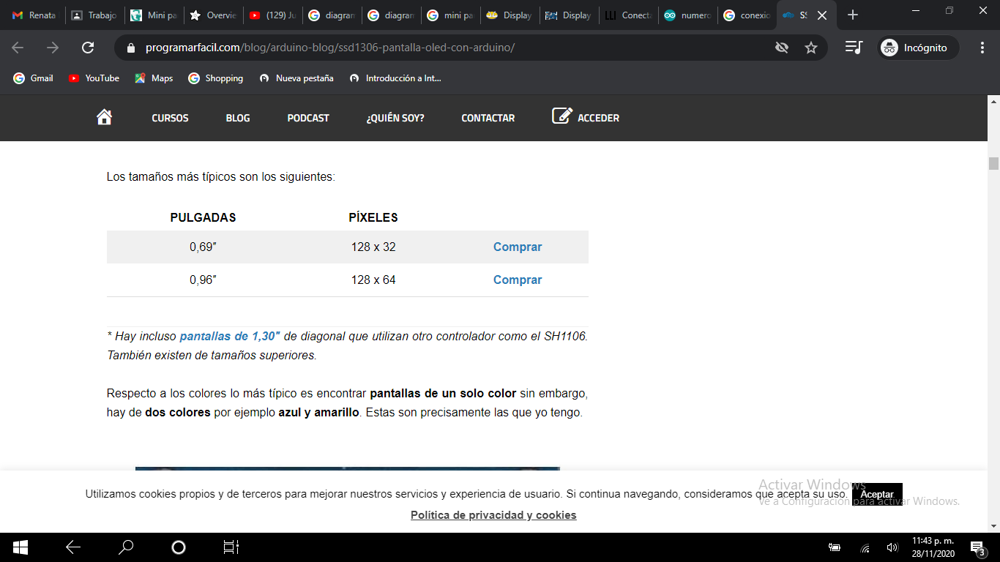 Renata
Trabajo
Mini pa
Overvie
(129) Ju
diagran
diagran
mini pa
Display
Display
Conecta
numero
conexio
SS
programarfacil.com/blog/arduino-blog/ssd1306-pantalla-oled-con-arduino/
Incógnito
Gmail
YouTube
Maps
Shopping
Nueva pestaña
Introducción a Int...
CURSOS
BLOG
PODCAST
¿QUIÉN SOY?
CONTACTAR
ACCEDER
Los tamaños más típicos son los siguientes:
PULGADAS PÍXELES
0,69″ 128 x 32 Comprar
0,96″ 128 x 64 Comprar
* Hay incluso pantallas de 1,30″ de diagonal que utilizan otro controlador como el SH1106.
También existen de tamaños superiores.
Respecto a los colores lo más típico es encontrar pantallas de un solo color sin embargo,
hay de dos colores por ejemplo azul y amarillo. Estas son precisamente las que yo tengo.
Utilizamos cookies propios y de terceros para mejorar nuestros servicios y experiencia de usuario. Si continua navegando, consideramos que acepta su uso. Aceptar.
Política de privacidad y cookies
Activar Windows
Ve a Configuración para activar Windows.
11:43 p. m.
28/11/2020
3